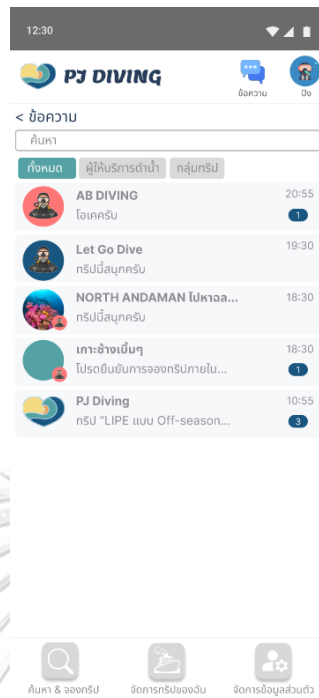 12:30
PJ DIVING
ข้อความ
ปิง
< ข้อความ
ค้นหา
ทั้งหมด ผู้ให้บริการดำน้ำ กลุ่มทริป
AB DIVING 20:55
โอเคครับ 1
Let Go Dive 19:30
ทริปนี้สนุกครับ
NORTH ANDAMAN ไปหาฉล... 18:30
ทริปนี้สนุกครับ
เกาะช้างเบิ้มๆ 18:30
โปรดยืนยันการจองทริปภายใน... 1
PJ Diving 10:55
ทริป "LIPE แบบ Off-season... 3
ค้นหา & จองทริป จัดการทริปของฉัน จัดการข้อมูลส่วนตัว